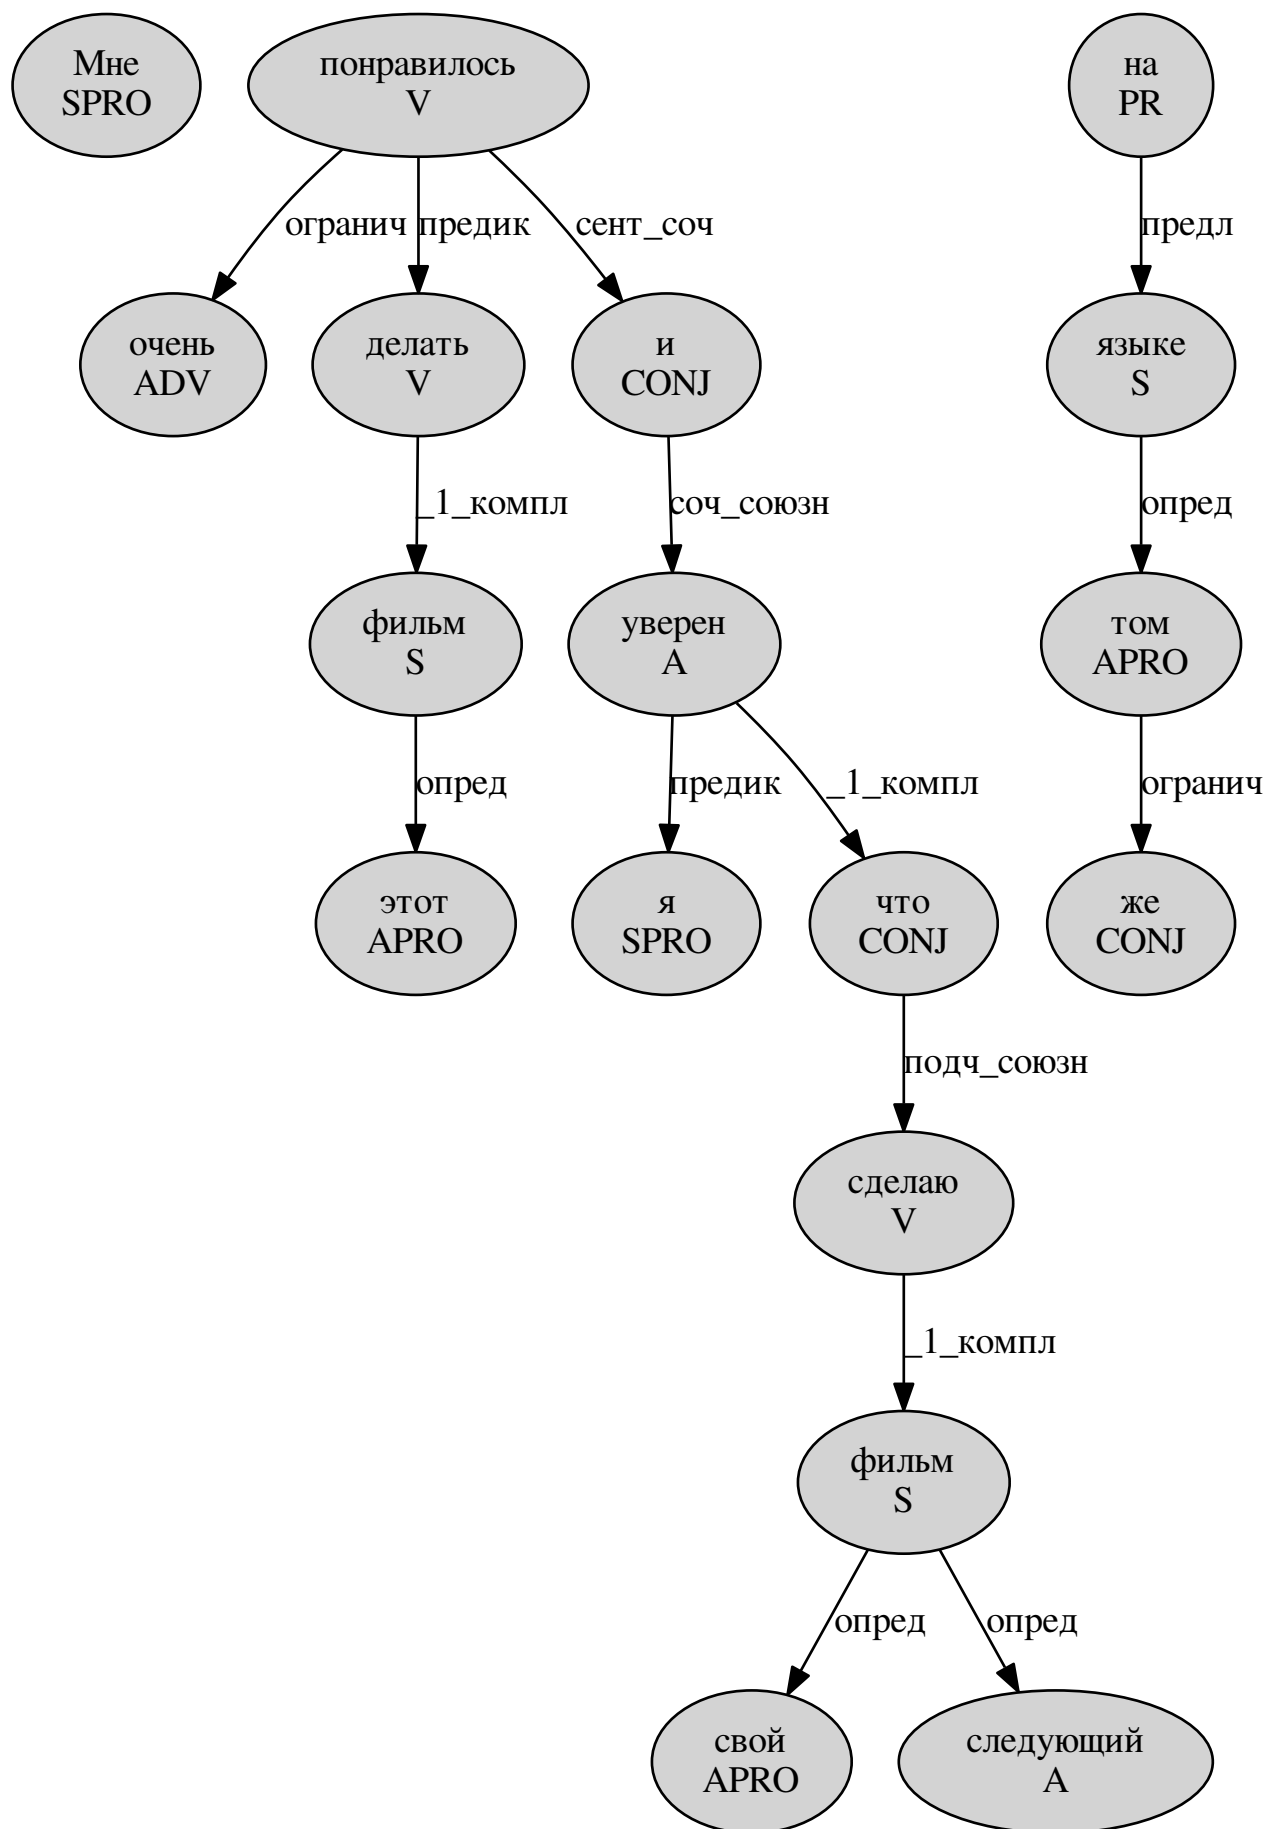 Мне
SPRO
понравилось
V
на
PR
огранич
предик
сент_соч
предл
очень
ADV
делать
V
и
CONJ
языке
S
_1_компл
соч_союзн
опред
фильм
S
уверен
A
том
APRO
опред
предик
_1_компл
огранич
этот
APRO
я
SPRO
что
CONJ
же
CONJ
подч_союзн
сделаю
V
_1_компл
фильм
S
опред
опред
свой
APRO
следующий
A